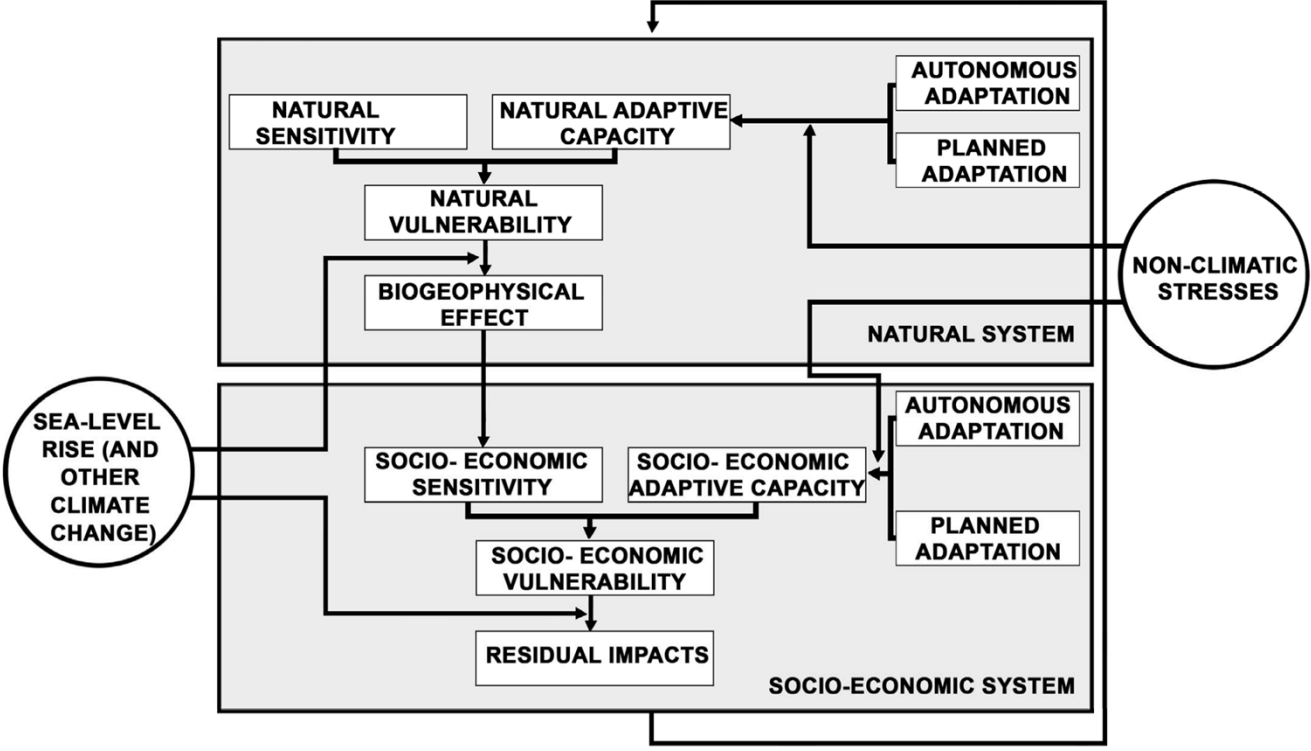 AUTONOMOUS
ADAPTATION
NATURAL
SENSITIVITY
NATURAL ADAPTIVE
CAPACITY
PLANNED
ADAPTATION
NATURAL
VULNERABILITY
NON-CLIMATIC
STRESSES
BIOGEOPHYSICAL
EFFECT
NATURAL SYSTEM
SEA-LEVEL
RISE (AND
OTHER
CLIMATE
CHANGE)
AUTONOMOUS
ADAPTATION
SOCIO- ECONOMIC
SENSITIVITY
SOCIO- ECONOMIC
ADAPTIVE CAPACITY
PLANNED
ADAPTATION
SOCIO- ECONOMIC
VULNERABILITY
RESIDUAL IMPACTS
SOCIO-ECONOMIC SYSTEM